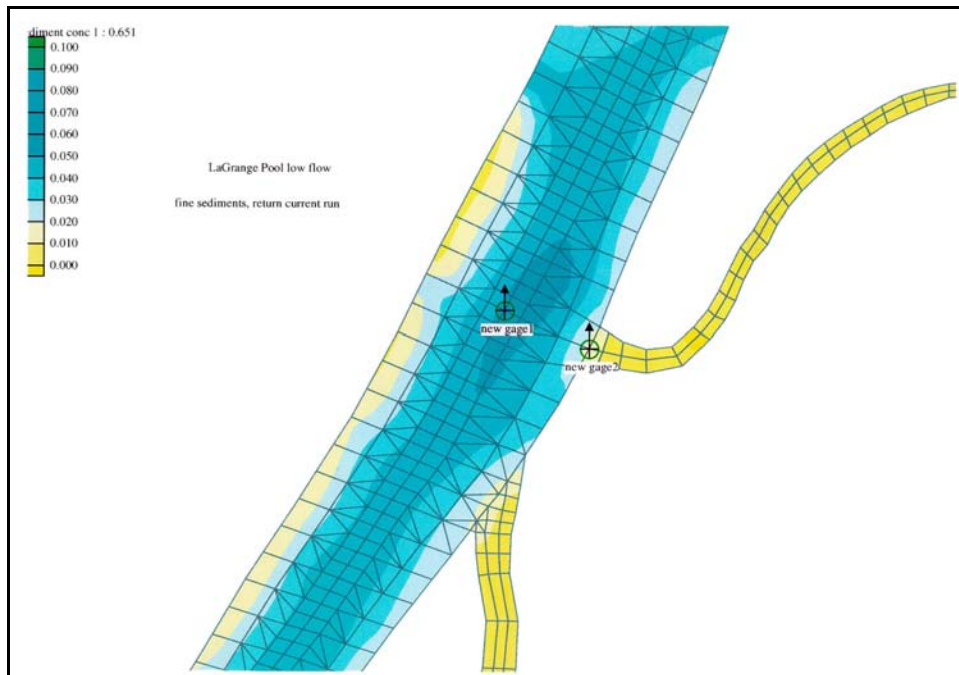 diment conc 1 : 0.651
0.100
0.090
0.080
0.070
0.060
0.050
0.040
0.030
0.020
0.010
0.000
LaGrange Pool low flow
fine sediments, return current run
new gage1
new gage2